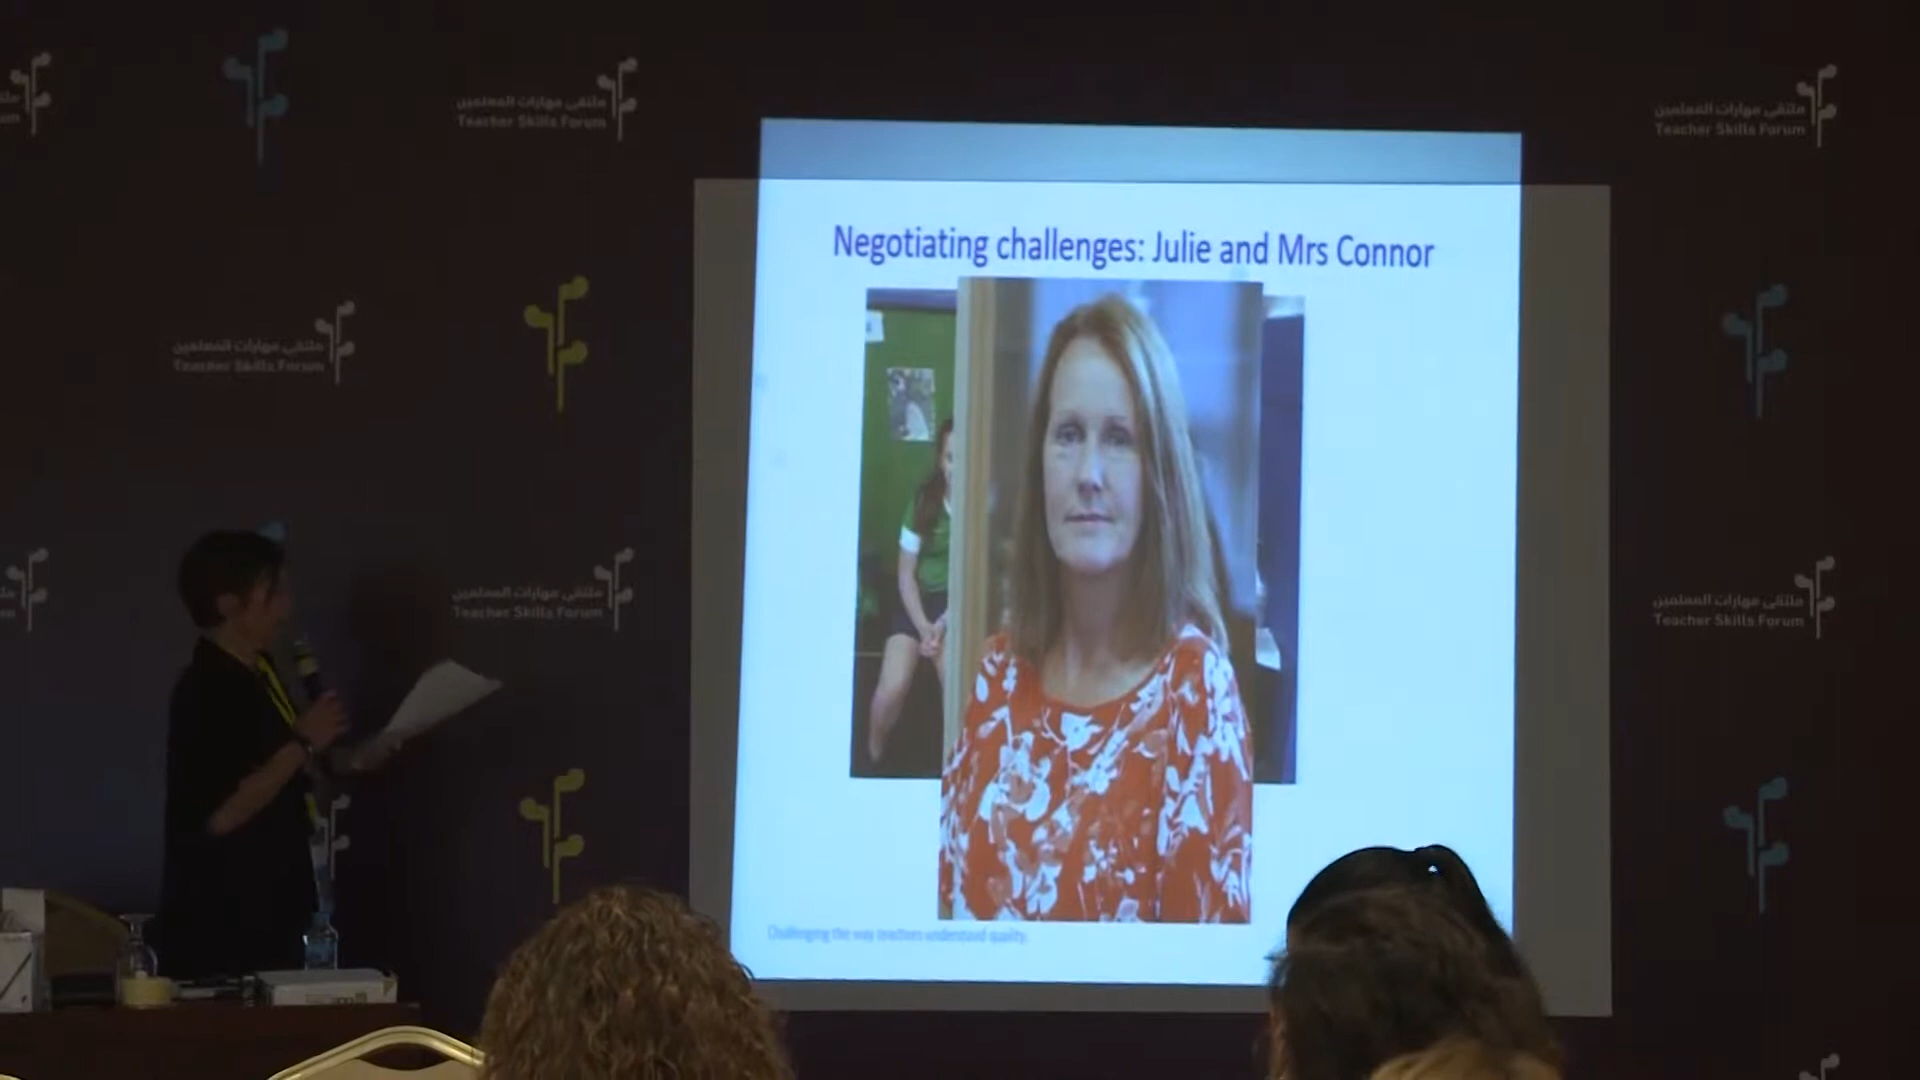 ملتقى مهارات المعلمين
Teacher Skills Forum
ملتقى مهارات المعلمين
Teacher Skills Forum
Negotiating challenges: Julie and Mrs Connor
ملتقى مهارات المعلمين
Teacher Skills Forum
ملتقى مهارات المعلمين
Teacher Skills Forum
ملتقى مهارات المعلمين
Teacher Skills Forum
Challenging the way teachers understand quality